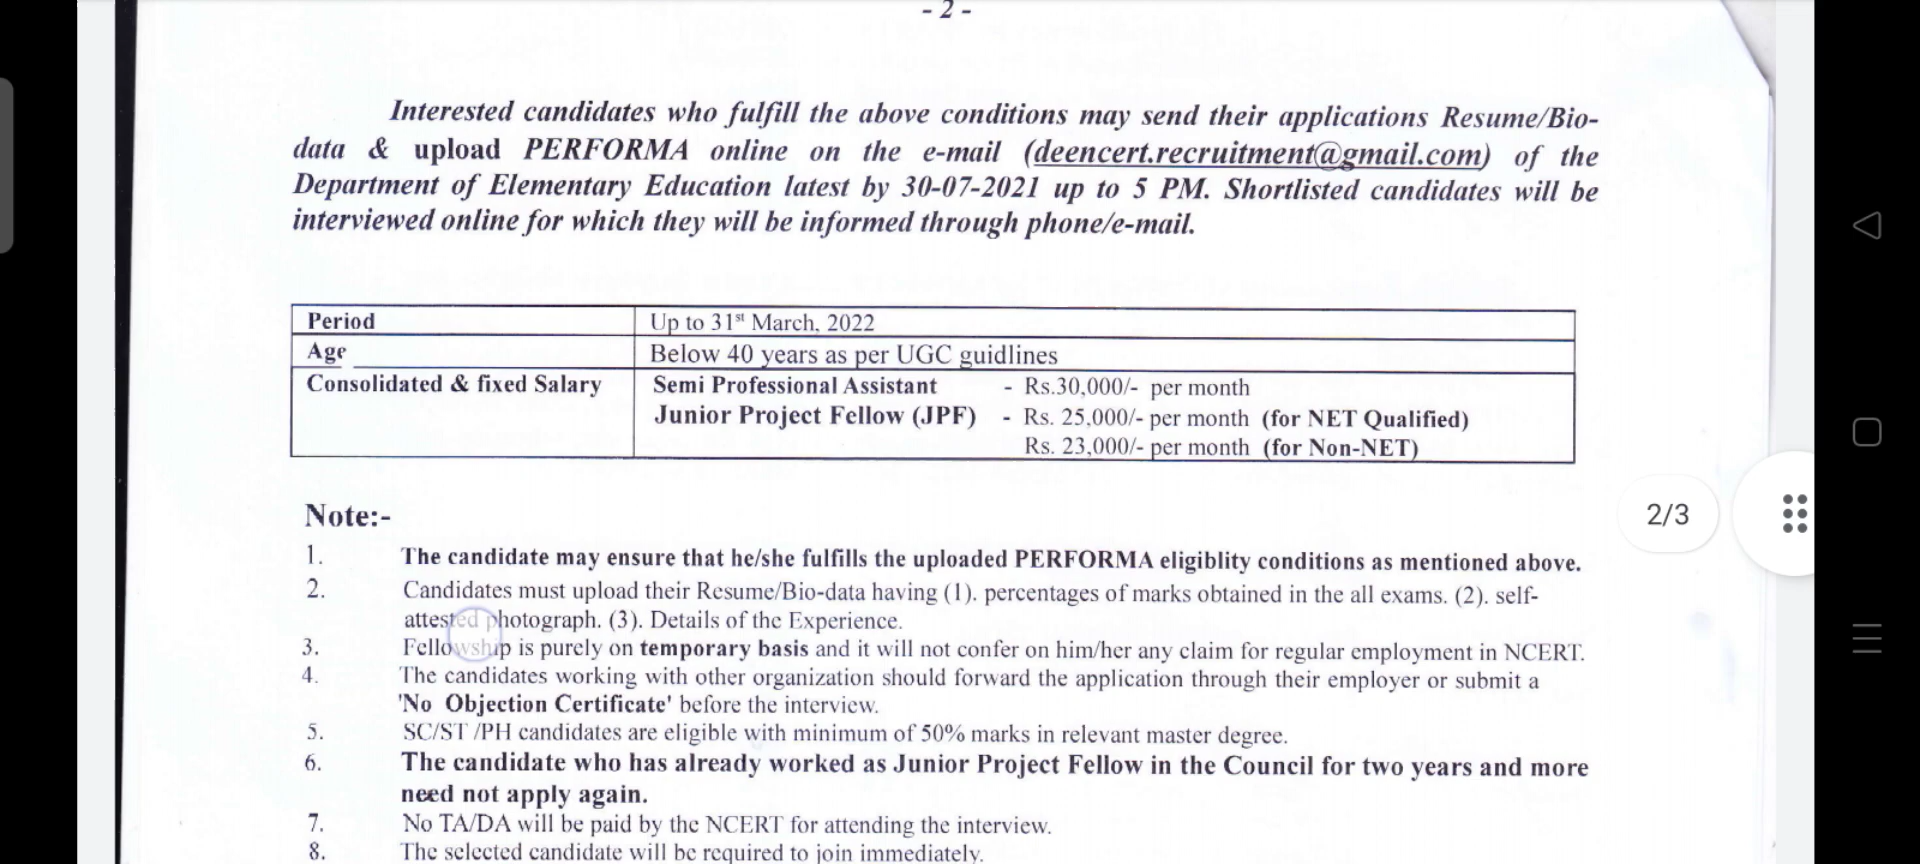 - 2 -
Interested candidates who fulfill the above conditions may send their applications Resume/Bio-
data & upload PERFORMA online on the e-mail (deencert.recruitment@gmail.com) of the
Department of Elementary Education latest by 30-07-2021 up to 5 PM. Shortlisted candidates will be
interviewed online for which they will be informed through phone/e-mail.
Period Up to 31st March, 2022
Age Below 40 years as per UGC guidlines
Consolidated & fixed Salary Semi Professional Assistant - Rs.30,000/- per month
Junior Project Fellow (JPF) - Rs. 25,000/- per month (for NET Qualified)
Rs. 23,000/- per month (for Non-NET)
Note:-
1. The candidate may ensure that he/she fulfills the uploaded PERFORMA eligiblity conditions as mentioned above.
2. Candidates must upload their Resume/Bio-data having (1). percentages of marks obtained in the all exams. (2). self-
attested photograph. (3). Details of the Experience.
2/3
3. Fellowship is purely on temporary basis and it will not confer on him/her any claim for regular employment in NCERT.
4. The candidates working with other organization should forward the application through their employer or submit a
'No Objection Certificate' before the interview.
5. SC/ST /PH candidates are eligible with minimum of 50% marks in relevant master degree.
6. The candidate who has already worked as Junior Project Fellow in the Council for two years and more
need not apply again.
7. No TA/DA will be paid by the NCERT for attending the interview.
8. The selected candidate will be required to join immediately.